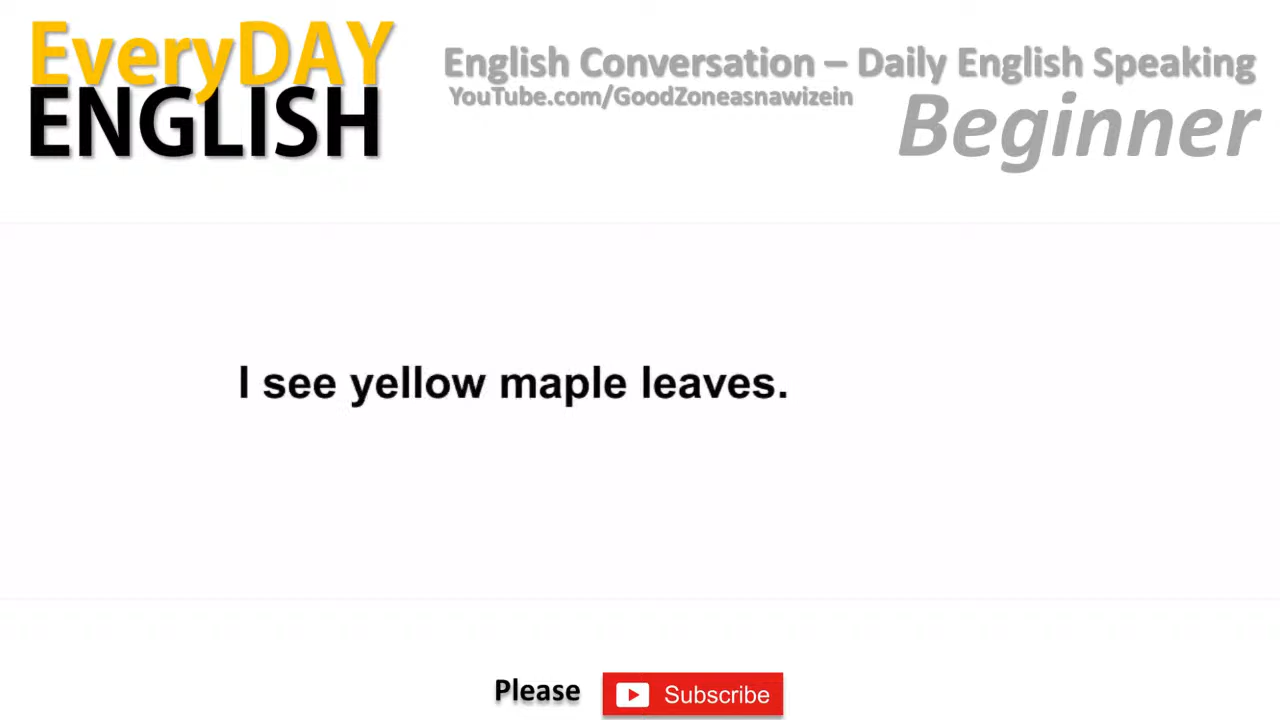 EveryDAY
ENGLISH
English Conversation – Daily English Speaking
YouTube.com/GoodZoneasnawizein
Beginner
I see yellow maple leaves.
Please
Subscribe